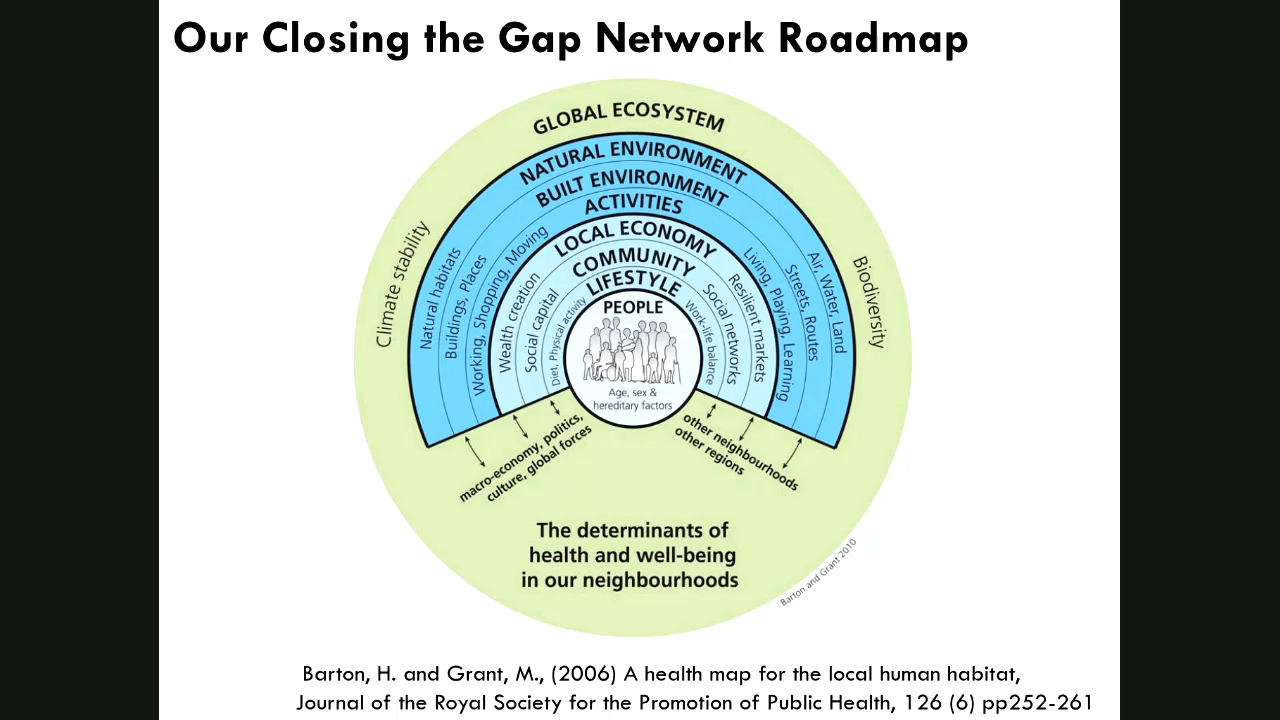 Our Closing the Gap Network Roadmap
GLOBAL ECOSYSTEM
NATURAL ENVIRONMENT
BUILT ENVIRONMENT
ACTIVITIES
LOCAL ECONOMY
COMMUNITY
LIFESTYLE
PEOPLE
Age, sex &
hereditary factors
Climate stability
Natural habitats
Buildings, Places
Working, Shopping, Moving
Wealth creation
Social capital
Diet, Physical activity
Work-life balance
Social networks
Resilient markets
Living, Playing, Learning
Streets, Routes
Air, Water, Land
Biodiversity
macro-economy, politics,
culture, global forces
other neighbourhoods
other regions
The determinants of
health and well-being
in our neighbourhoods
Barton and Grant 2010
Barton, H. and Grant, M., (2006) A health map for the local human habitat,
Journal of the Royal Society for the Promotion of Public Health, 126 (6) pp252-261